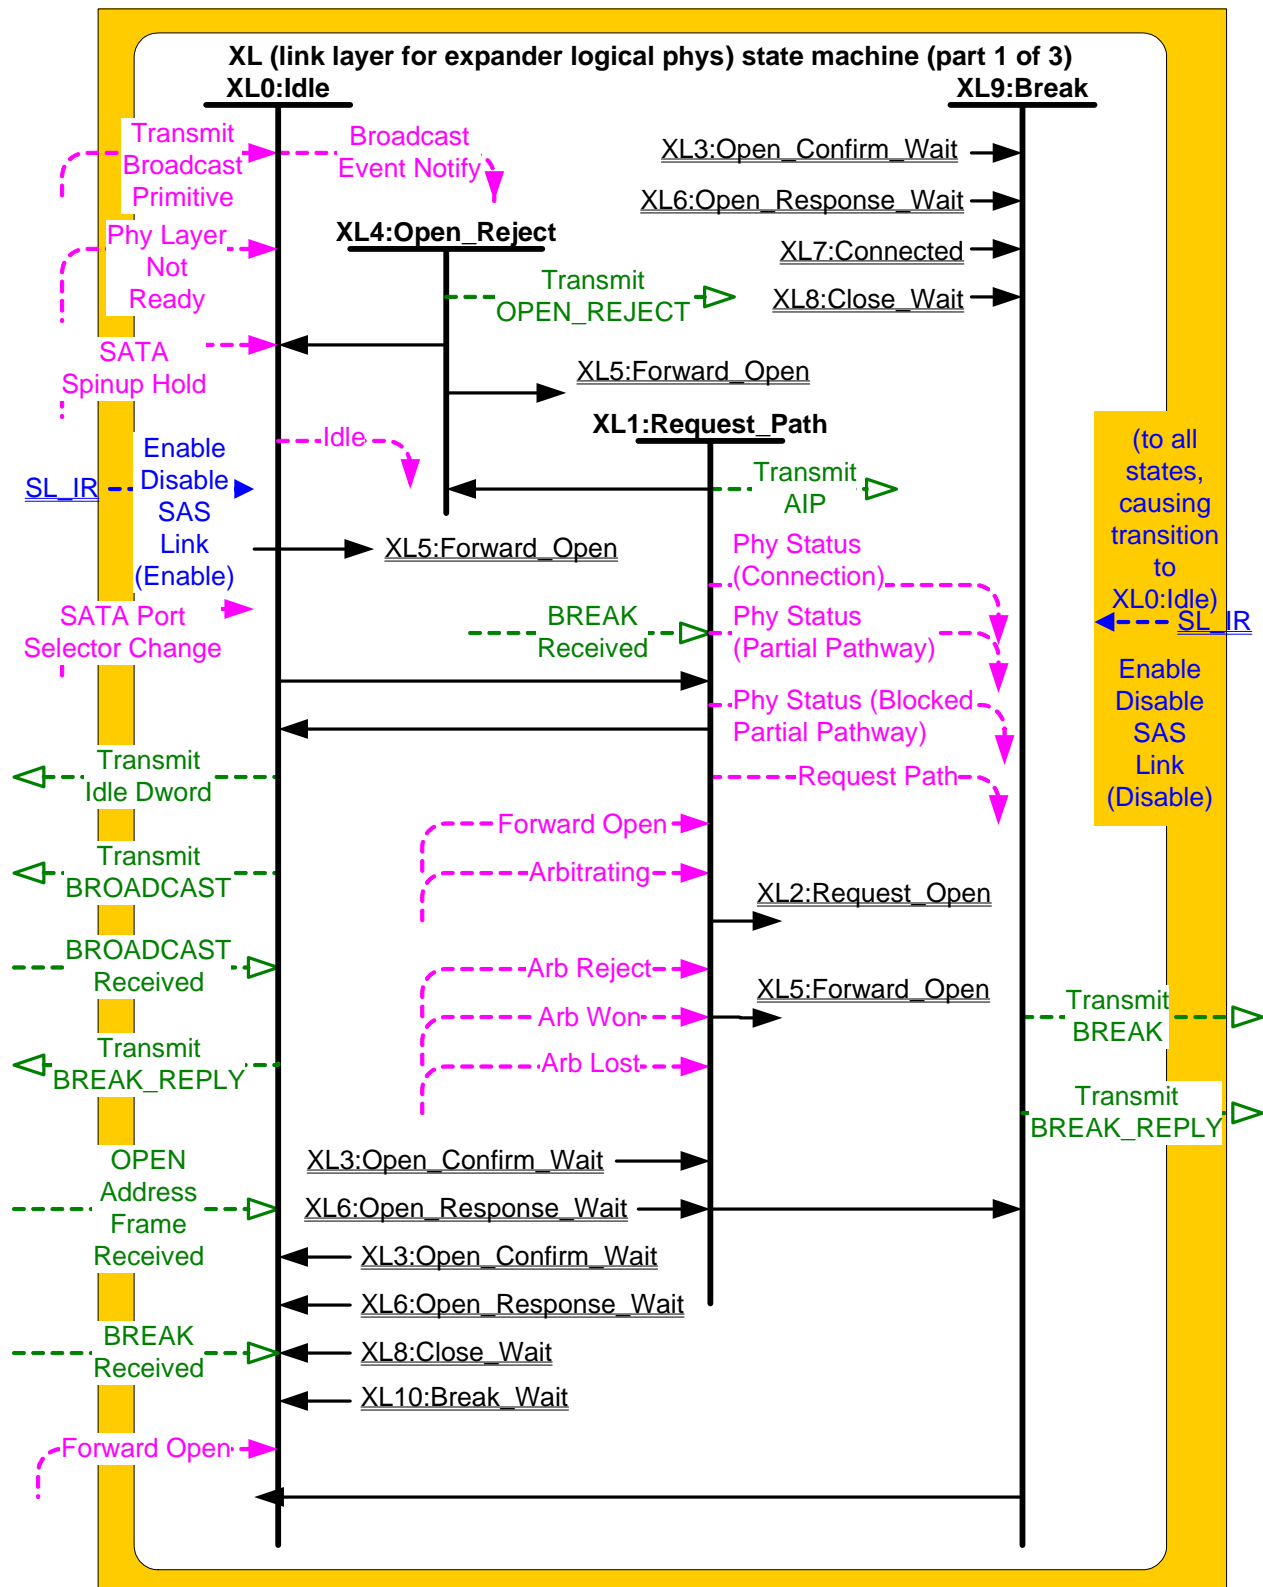 XL (link layer for expander logical phys) state machine (part 1 of 3)
XL0:Idle
XL9:Break
Transmit
Broadcast
Primitive
Broadcast
Event Notify
XL3:Open_Confirm_Wait
XL6:Open_Response_Wait
XL7:Connected
XL8:Close_Wait
Phy Layer
Not
Ready
XL4:Open_Reject
Transmit
OPEN_REJECT
SATA
Spinup Hold
XL5:Forward_Open
XL1:Request_Path
Idle
SL_IR
Enable
Disable
SAS
Link
(Enable)
Transmit
AIP
XL5:Forward_Open
(to all
states,
causing
transition
to
XL0:Idle)
SL_IR
Enable
Disable
SAS
Link
(Disable)
Phy Status
(Connection)
SATA Port
Selector Change
BREAK
Received
Phy Status
(Partial Pathway)
Phy Status (Blocked
Partial Pathway)
Transmit
Idle Dword
Request Path
Forward Open
Transmit
BROADCAST
Arbitrating
XL2:Request_Open
BROADCAST
Received
Arb Reject
XL5:Forward_Open
Arb Won
Transmit
BREAK
Transmit
BREAK_REPLY
Arb Lost
Transmit
BREAK_REPLY
OPEN
Address
Frame
Received
XL3:Open_Confirm_Wait
XL6:Open_Response_Wait
XL3:Open_Confirm_Wait
XL6:Open_Response_Wait
BREAK
Received
XL8:Close_Wait
XL10:Break_Wait
Forward Open